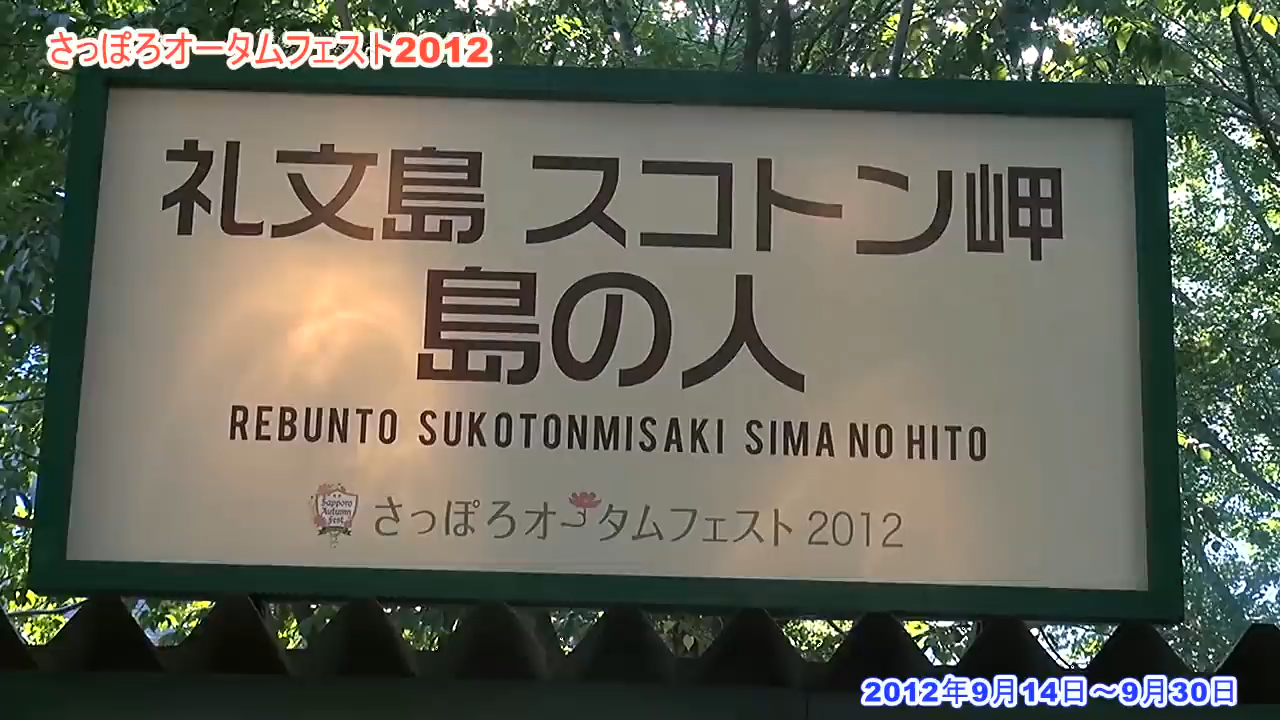 さっぽろオータムフェスト2012
礼文島 スコトン岬
島の人
REBUNTO SUKOTONMISAKI SIMA NO HITO
Sapporo
Autumn
Fest
さっぽろオータムフェスト 2012
2012年9月14日～9月30日